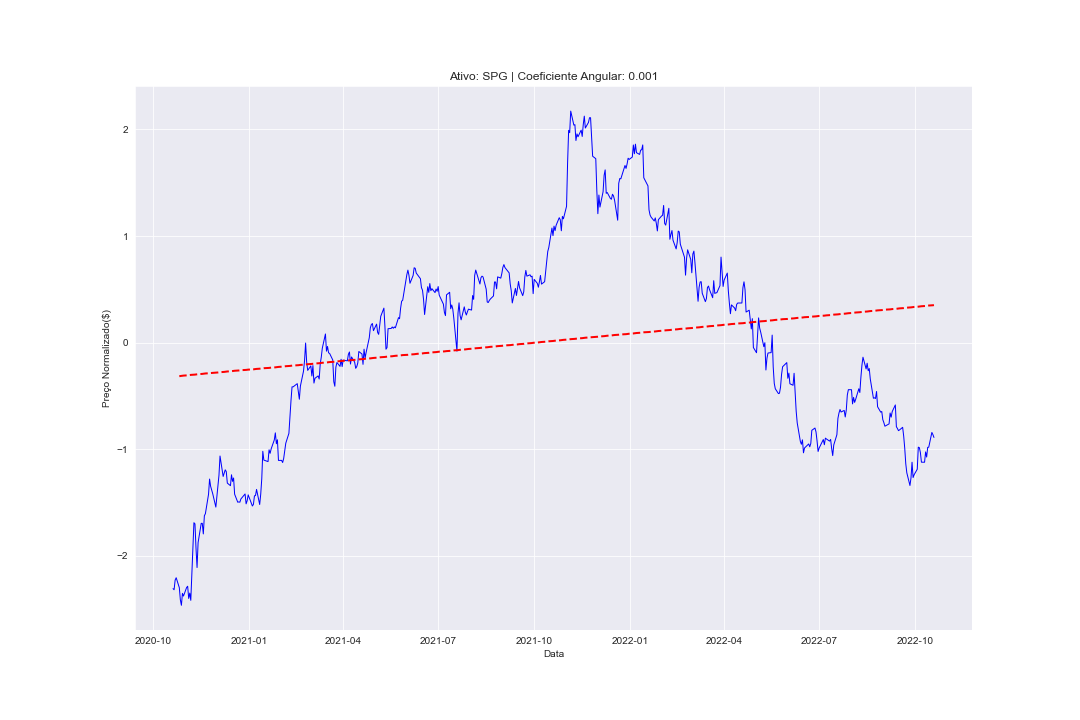 Ativo: SPG | Coeficiente Angular: 0.001
Preço Normalizado($)
2
1
0
−1
−2
2020-10 2021-01 2021-04 2021-07 2021-10 2022-01 2022-04 2022-07 2022-10
Data